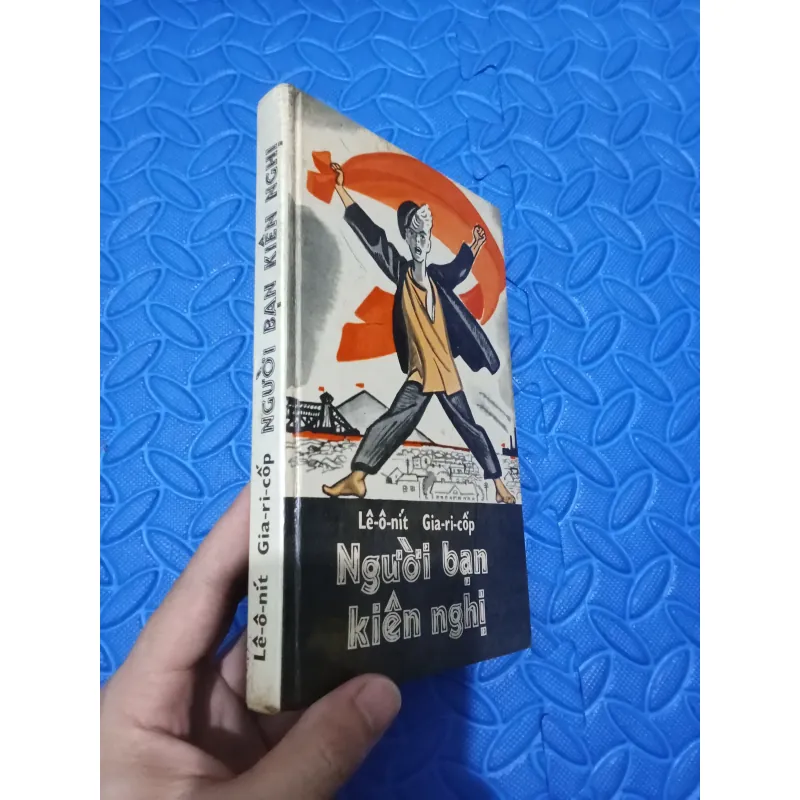 Lê-ô-nít Gia-ri-cốp NGƯỜI BẠN KIÊN NGHỊ
Lê-ô-nít Gia-ri-cốp
Người bạn
kiên nghị